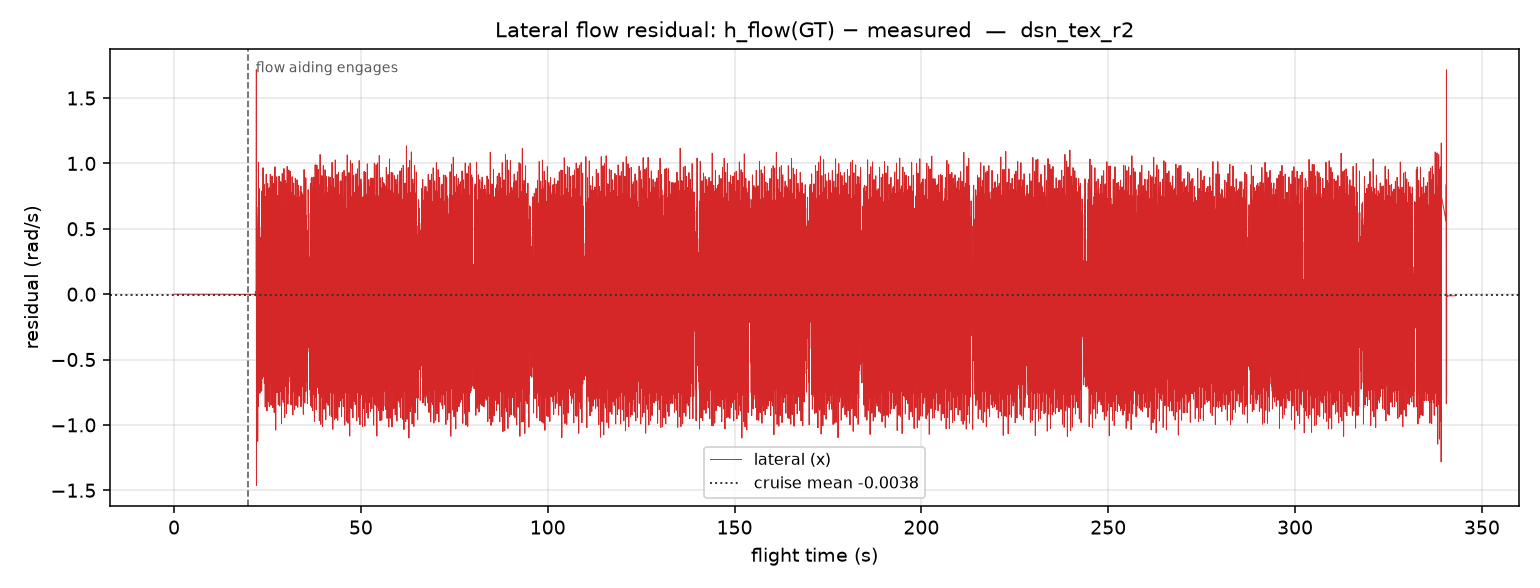 Lateral flow residual: h_flow(GT) − measured — dsn_tex_r2
flow aiding engages
residual (rad/s)
1.5
1.0
0.5
0.0
−0.5
−1.0
−1.5
lateral (x)
cruise mean -0.0038
0 50 100 150 200 250 300 350
flight time (s)